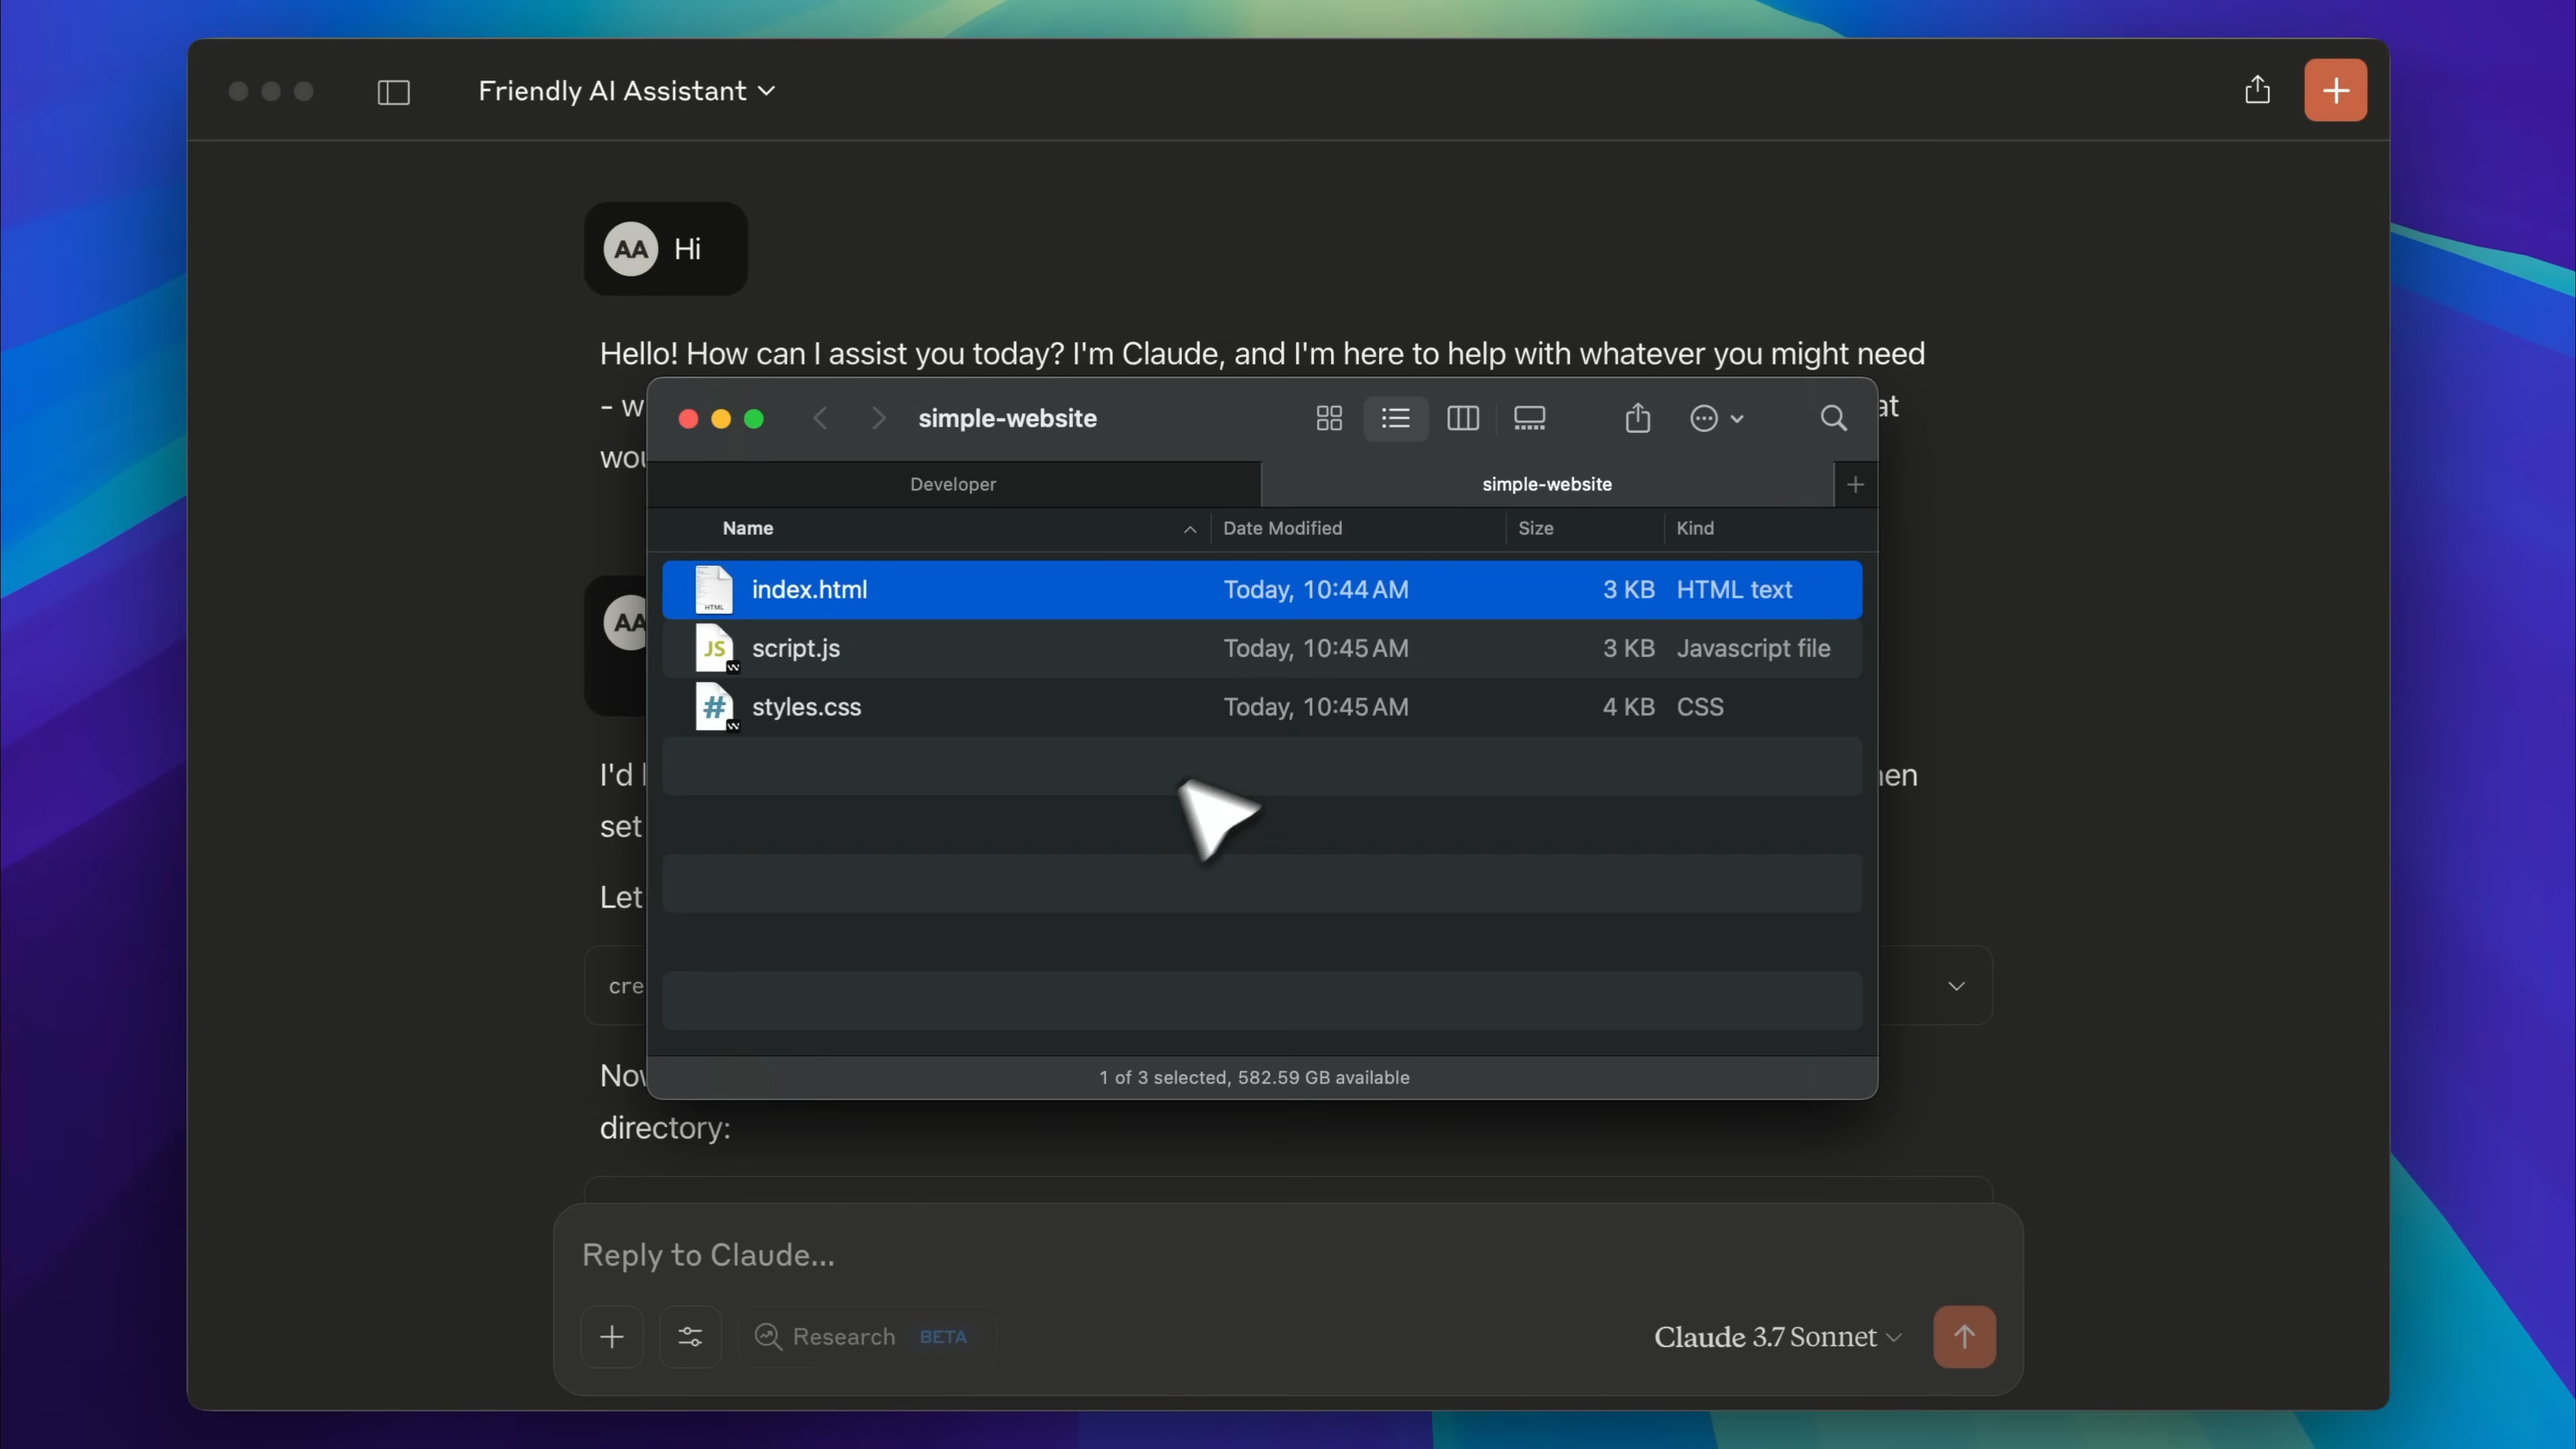 Friendly AI Assistant
AA Hi
Hello! How can I assist you today? I'm Claude, and I'm here to help with whatever you might need
simple-website
Developer
simple-website
Name Date Modified Size Kind
HTML index.html Today, 10:44 AM 3 KB HTML text
JS script.js Today, 10:45 AM 3 KB Javascript file
# styles.css Today, 10:45 AM 4 KB CSS
AA
I'd
set
Let
1 of 3 selected, 582.59 GB available
directory:
Reply to Claude...
Research BETA
Claude 3.7 Sonnet